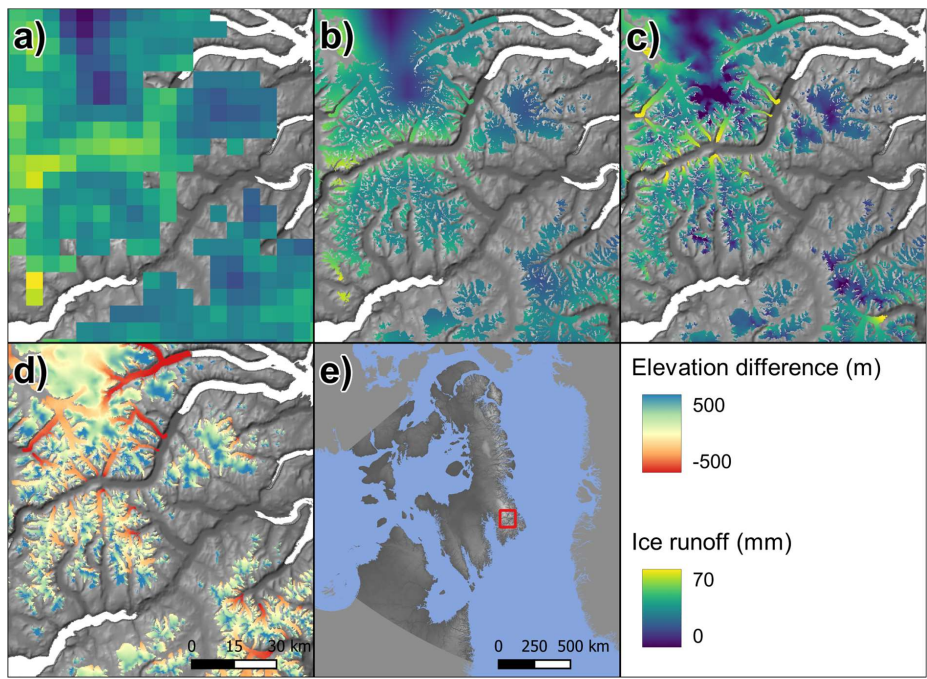 a)
b)
c)
Elevation difference (m)
500
-500
Ice runoff (mm)
70
0
d)
0 15 30 km
e)
0 250 500 km